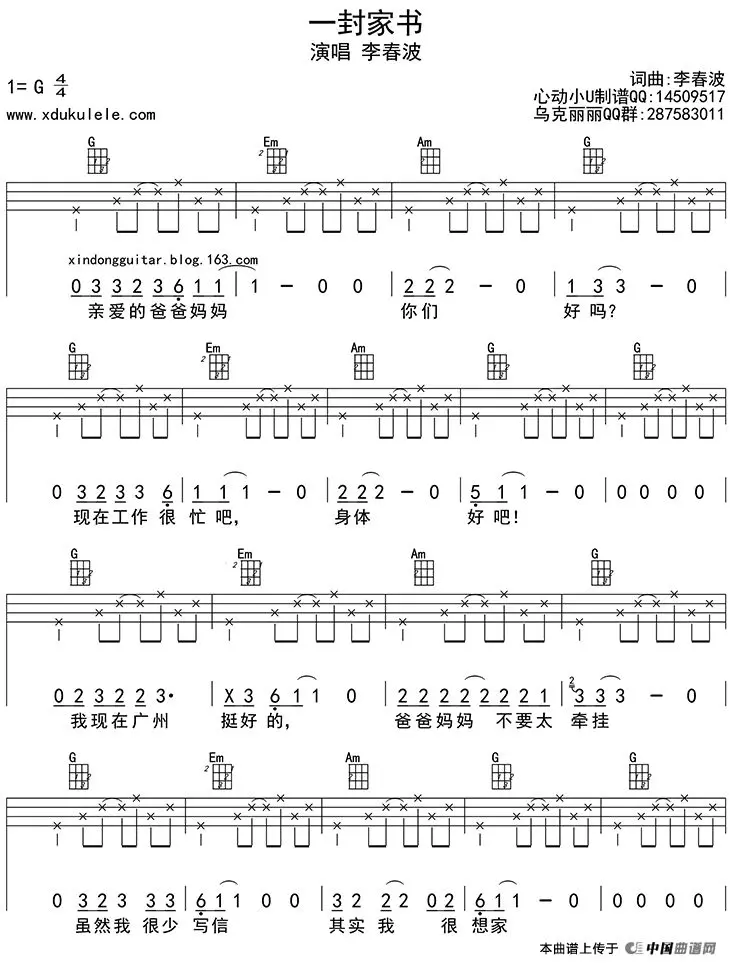 一封家书
演唱 李春波
1= G 4/4
词曲:李春波
心动小U制谱QQ:14509517
www.xdukulele.com
乌克丽丽QQ群:287583011
G Em Am G
xindongguitar.blog.163.com
0 3 3 2 3 6 1 1 | 1 - 0 0 | 2 2 2 - 0 | 1 3 3 - 0
亲爱的爸爸妈妈 你们 好吗?
G Em Am G G
0 3 2 3 3 6 | 1 1 1 - 0 | 2 2 2 - 0 | 5 1 1 - 0 | 0 0 0 0
现在工作很 忙吧, 身体 好吧!
G Em Am G
0 2 3 2 2 3· | X 3 6 1 1 0 | 2 2 2 2 2 2 2 1 | 2 3 3 3 - 0
我现在广州 挺好的, 爸爸妈妈 不要太 牵挂
G Em Am G G
0 3 2 3 3 3 | 6 1 1 0 0 | 0 2 2 2 0 2 | 6 1 1 - 0 | 0 0 0 0
虽然我 很少 写信 其实我 很 想家
本曲谱上传于 中国曲谱网